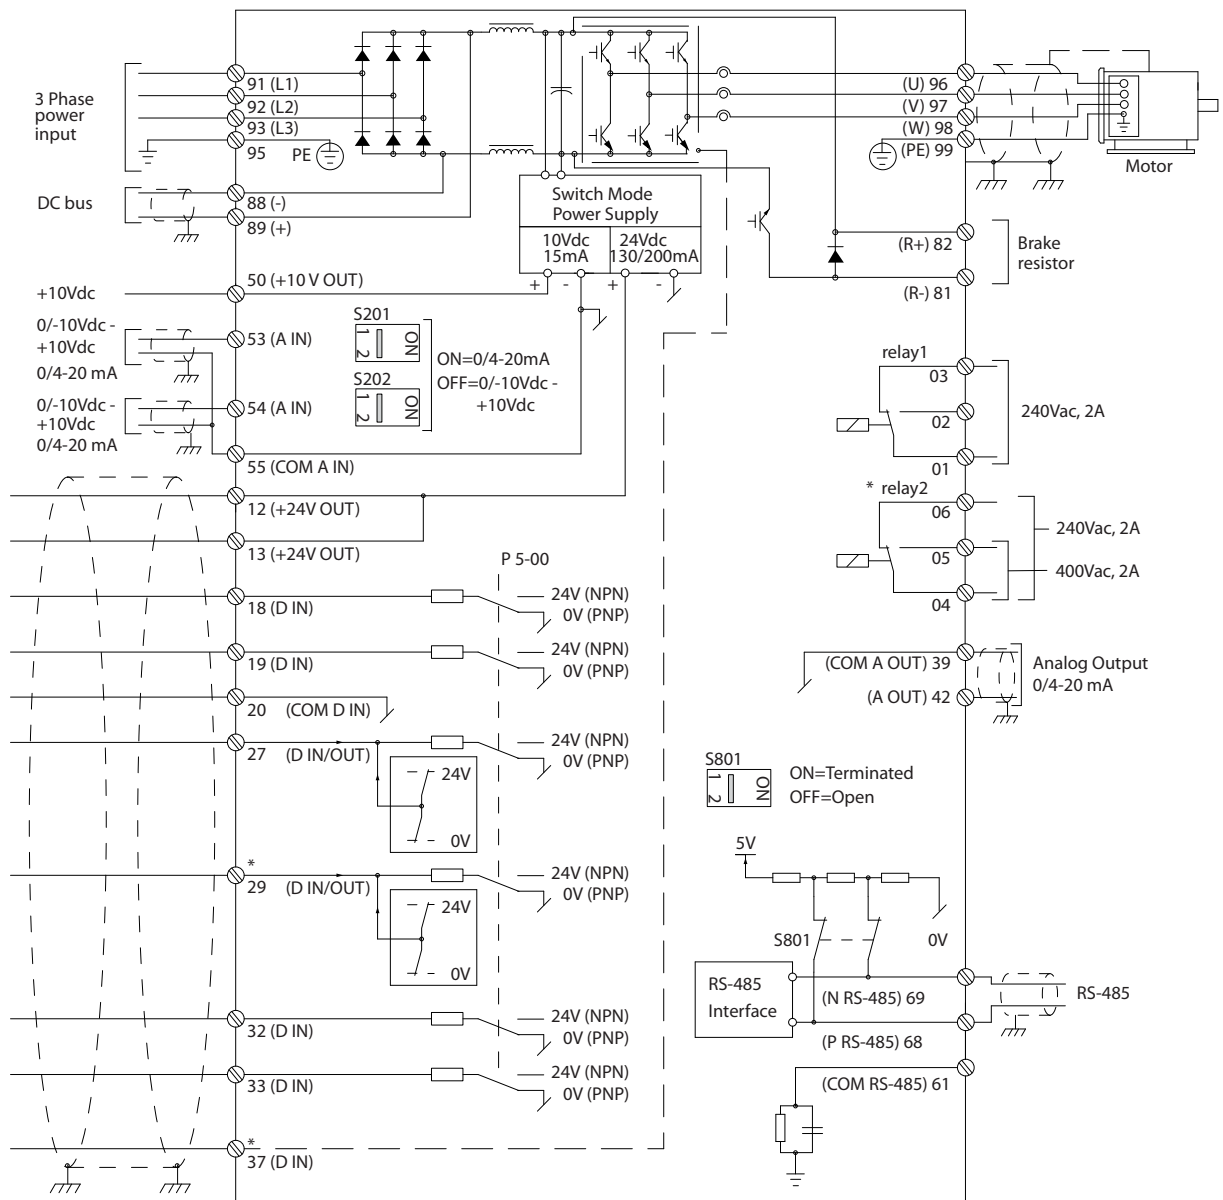 3 Phase
power
input
91 (L1)
92 (L2)
93 (L3)
95
PE
DC bus
88 (-)
89 (+)
Switch Mode
Power Supply
10Vdc
15mA
24Vdc
130/200mA
+ - + -
(U) 96
(V) 97
(W) 98
(PE) 99
Motor
(R+) 82
(R-) 81
Brake
resistor
+10Vdc
50 (+10 V OUT)
0/-10Vdc -
+10Vdc
0/4-20 mA
53 (A IN)
0/-10Vdc -
+10Vdc
0/4-20 mA
54 (A IN)
55 (COM A IN)
S201
1 2 ON
S202
1 2 ON
ON=0/4-20mA
OFF=0/-10Vdc -
+10Vdc
relay1
03
02
01
240Vac, 2A
* relay2
06
05
04
240Vac, 2A
400Vac, 2A
12 (+24V OUT)
13 (+24V OUT)
P 5-00
18 (D IN)
24V (NPN)
0V (PNP)
19 (D IN)
24V (NPN)
0V (PNP)
20 (COM D IN)
27 (D IN/OUT)
24V (NPN)
0V (PNP)
24V
0V
*
29 (D IN/OUT)
24V (NPN)
0V (PNP)
24V
0V
32 (D IN)
24V (NPN)
0V (PNP)
33 (D IN)
24V (NPN)
0V (PNP)
*
37 (D IN)
(COM A OUT) 39
(A OUT) 42
Analog Output
0/4-20 mA
S801
1 2 ON
ON=Terminated
OFF=Open
5V
S801
0V
RS-485
Interface
(N RS-485) 69
(P RS-485) 68
RS-485
(COM RS-485) 61